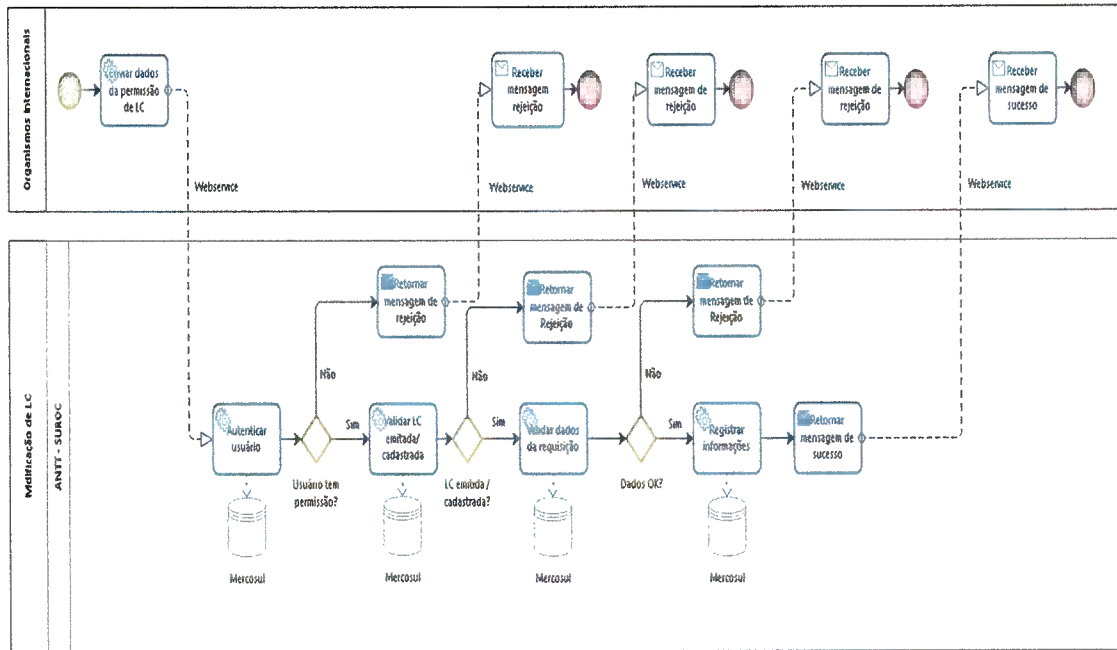 Organismos Internacionais
Enviar dados
da permissão
de LC
Receber
mensagem
rejeição
Receber
mensagem de
rejeição
Receber
mensagem de
rejeição
Receber
mensagem de
sucesso
Webservice
Webservice
Webservice
Webservice
Webservice
Mdificação de LC
ANTT - SUROC
Retornar
mensagem de
rejeição
Retornar
mensagem de
Rejeição
Retornar
mensagem de
Rejeição
Não
Não
Não
Autenticar
usuário
Sim
Validar LC
emitada/
cadastrada
Sim
Validar dados
da requisição
Sim
Registrar
informações
Retornar
mensagem de
sucesso
Usuário tem
permissão?
LC emitida /
cadastrada?
Dados OK?
Mercosul
Mercosul
Mercosul
Mercosul